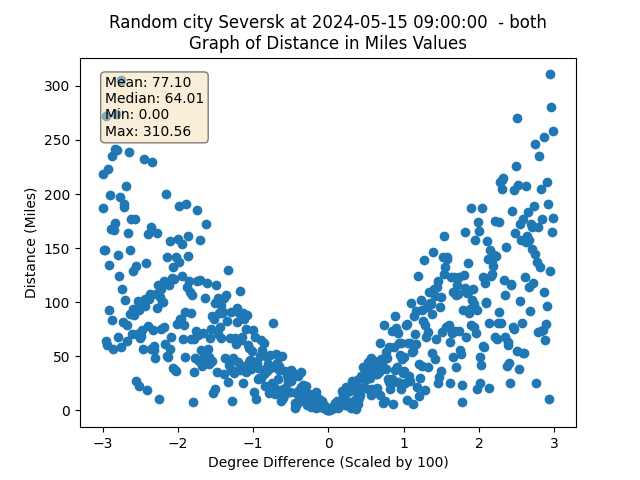 Random city Seversk at 2024-05-15 09:00:00  - both
Graph of Distance in Miles Values
Mean: 77.10
Median: 64.01
Min: 0.00
Max: 310.56
300
250
200
150
100
50
0
Distance (Miles)
−3
−2
−1
0
1
2
3
Degree Difference (Scaled by 100)